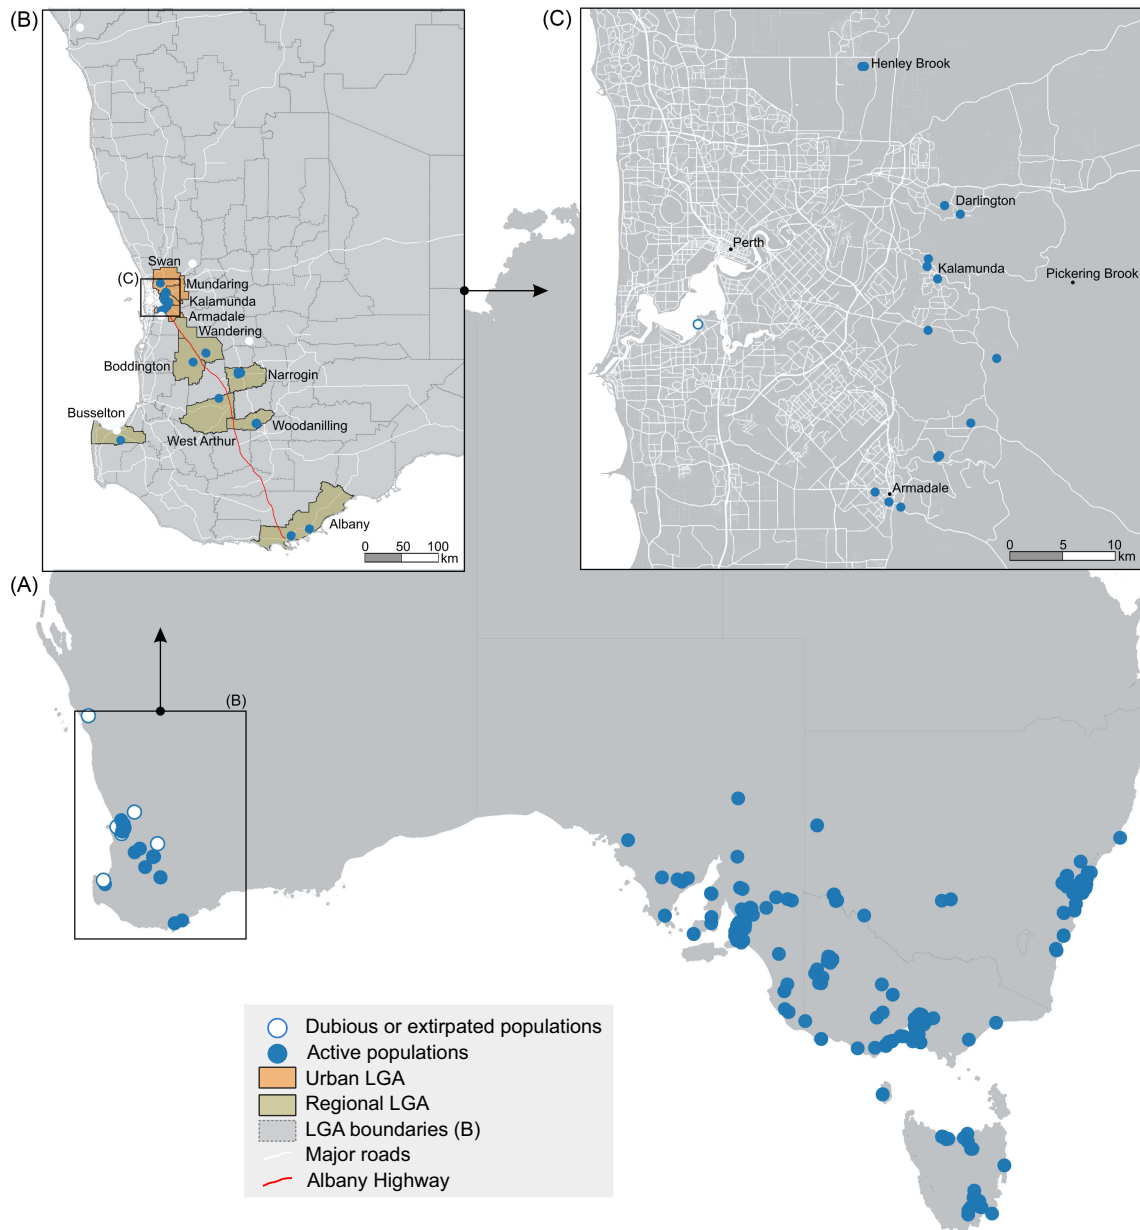 (B)
Swan
(C)
Mundaring
Kalamunda
Armadale
Wandering
Boddington
Narrogin
Busselton
Woodanilling
West Arthur
Albany
0 50 100
km
(C)
Henley Brook
Darlington
Perth
Kalamunda
Pickering Brook
Armadale
0 5 10
km
(A)
(B)
Dubious or extirpated populations
Active populations
Urban LGA
Regional LGA
LGA boundaries (B)
Major roads
Albany Highway